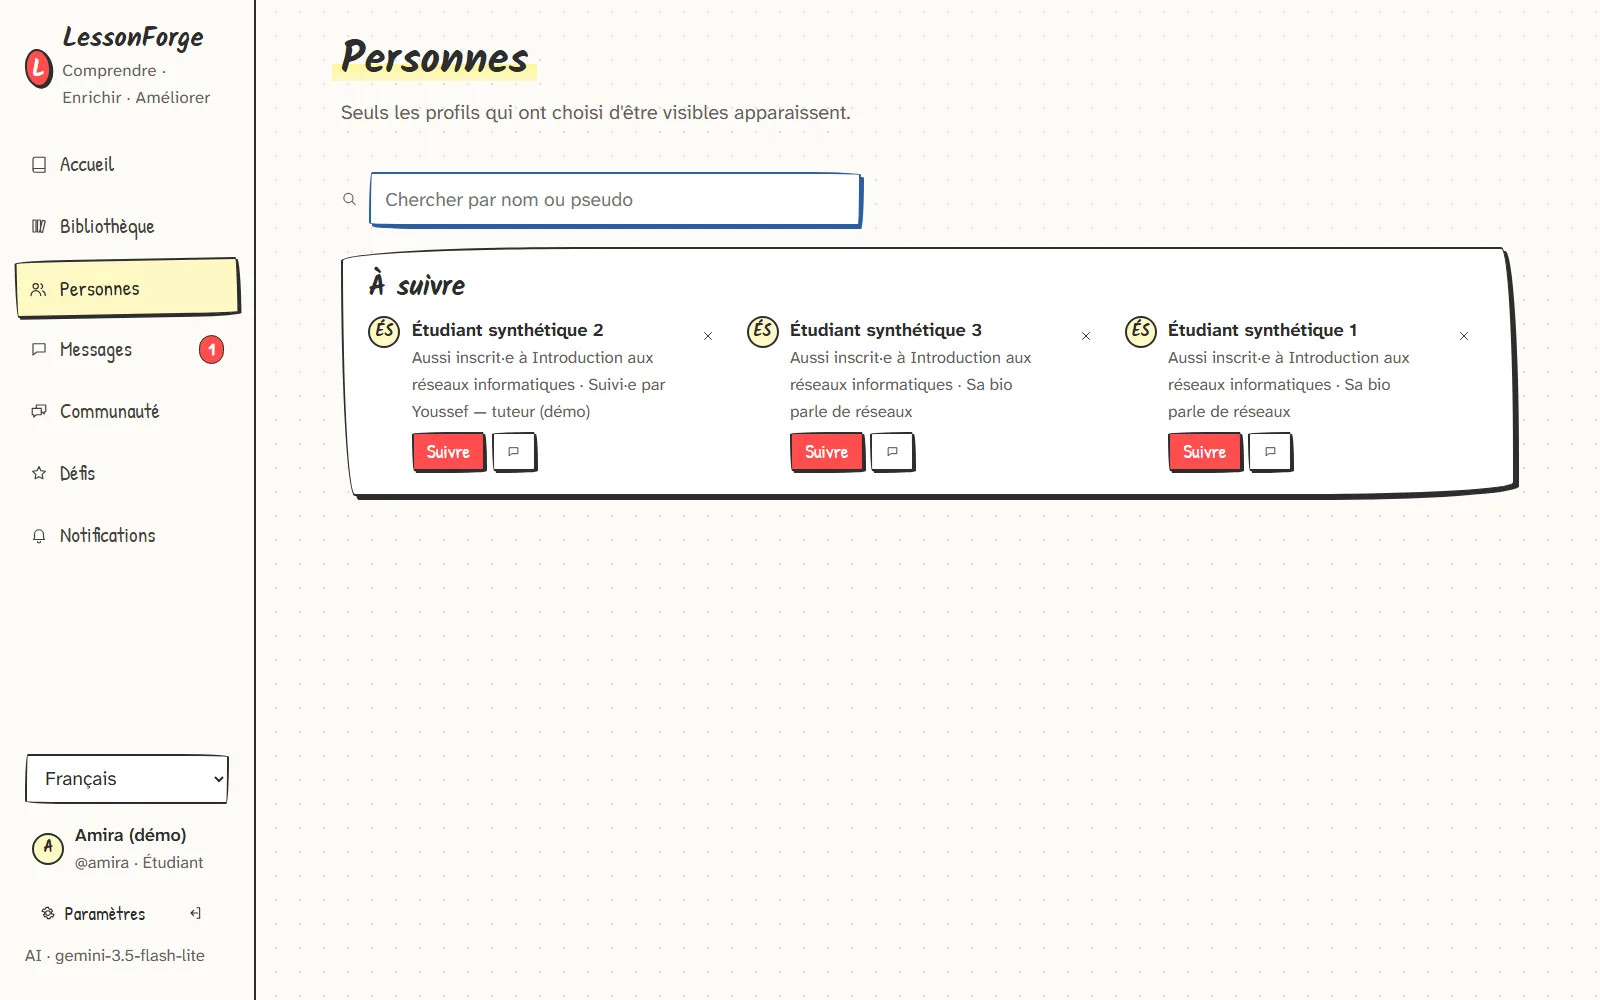 LessonForge
L
Comprendre ·
Enrichir · Améliorer
Accueil
Bibliothèque
Personnes
Messages 1
Communauté
Défis
Notifications
Français
A
Amira (démo)
@amira · Étudiant
Paramètres
AI · gemini-3.5-flash-lite
Personnes
Seuls les profils qui ont choisi d'être visibles apparaissent.
Chercher par nom ou pseudo
À suivre
ÉS
Étudiant synthétique 2
Aussi inscrit·e à Introduction aux
réseaux informatiques · Suivi·e par
Youssef — tuteur (démo)
Suivre
ÉS
Étudiant synthétique 3
Aussi inscrit·e à Introduction aux
réseaux informatiques · Sa bio
parle de réseaux
Suivre
ÉS
Étudiant synthétique 1
Aussi inscrit·e à Introduction aux
réseaux informatiques · Sa bio
parle de réseaux
Suivre